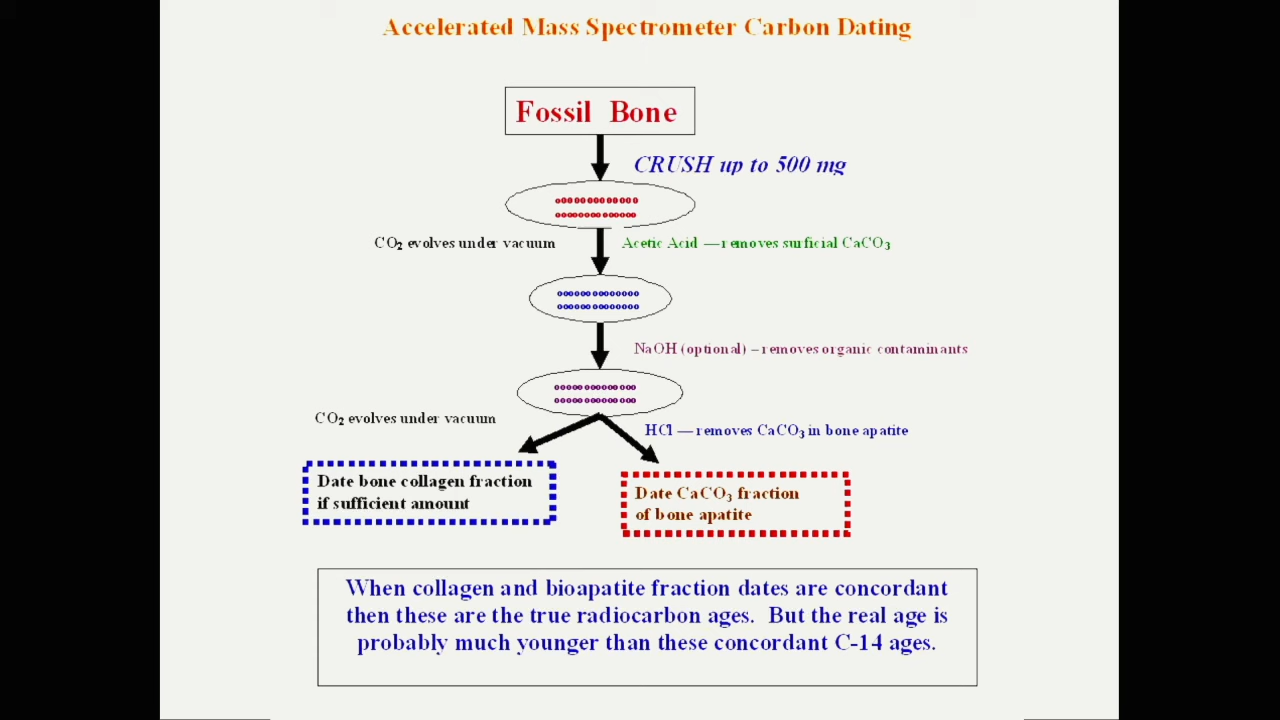 Accelerated Mass Spectrometer Carbon Dating
Fossil Bone
CRUSH up to 500 mg
CO₂ evolves under vacuum
Acetic Acid — removes surficial CaCO₃
NaOH (optional) – removes organic contaminants
CO₂ evolves under vacuum
HCl — removes CaCO₃ in bone apatite
Date bone collagen fraction
if sufficient amount
Date CaCO₃ fraction
of bone apatite
When collagen and bioapatite fraction dates are concordant
then these are the true radiocarbon ages. But the real age is
probably much younger than these concordant C-14 ages.